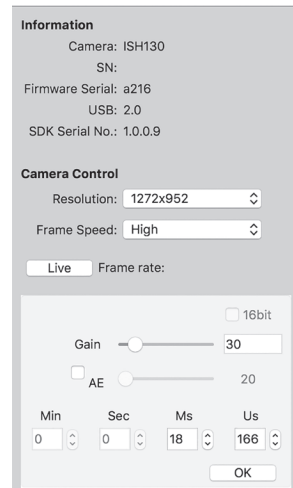 Information
Camera: ISH130
SN:
Firmware Serial: a216
USB: 2.0
SDK Serial No.: 1.0.0.9
Camera Control
Resolution: 1272x952
Frame Speed: High
Live Frame rate:
16bit
Gain 30
AE 20
Min Sec Ms Us
0 0 18 166
OK